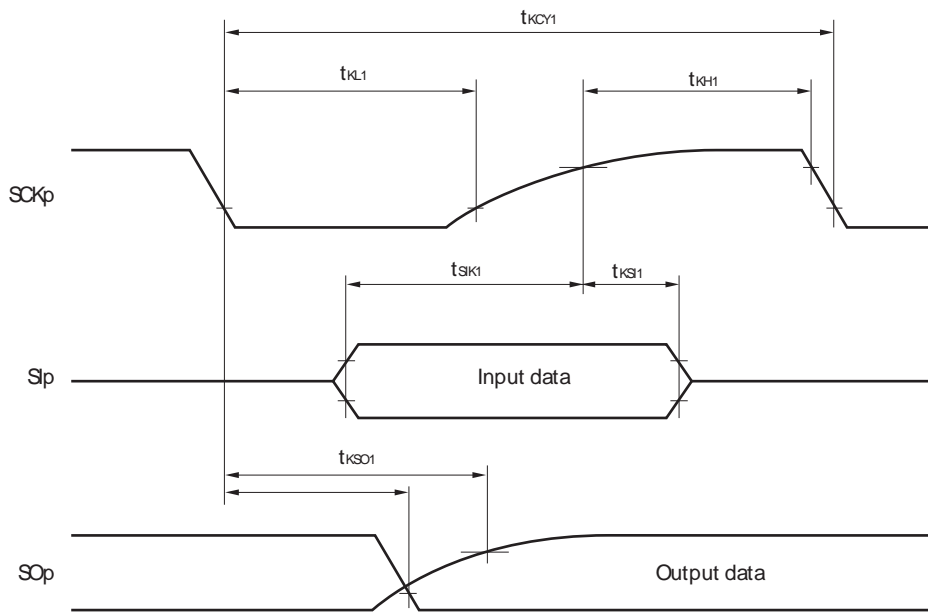 tKCY1
tKL1
tKH1
SCKp
tSIK1
tKSI1
SIp
Input data
tKSO1
SOp
Output data